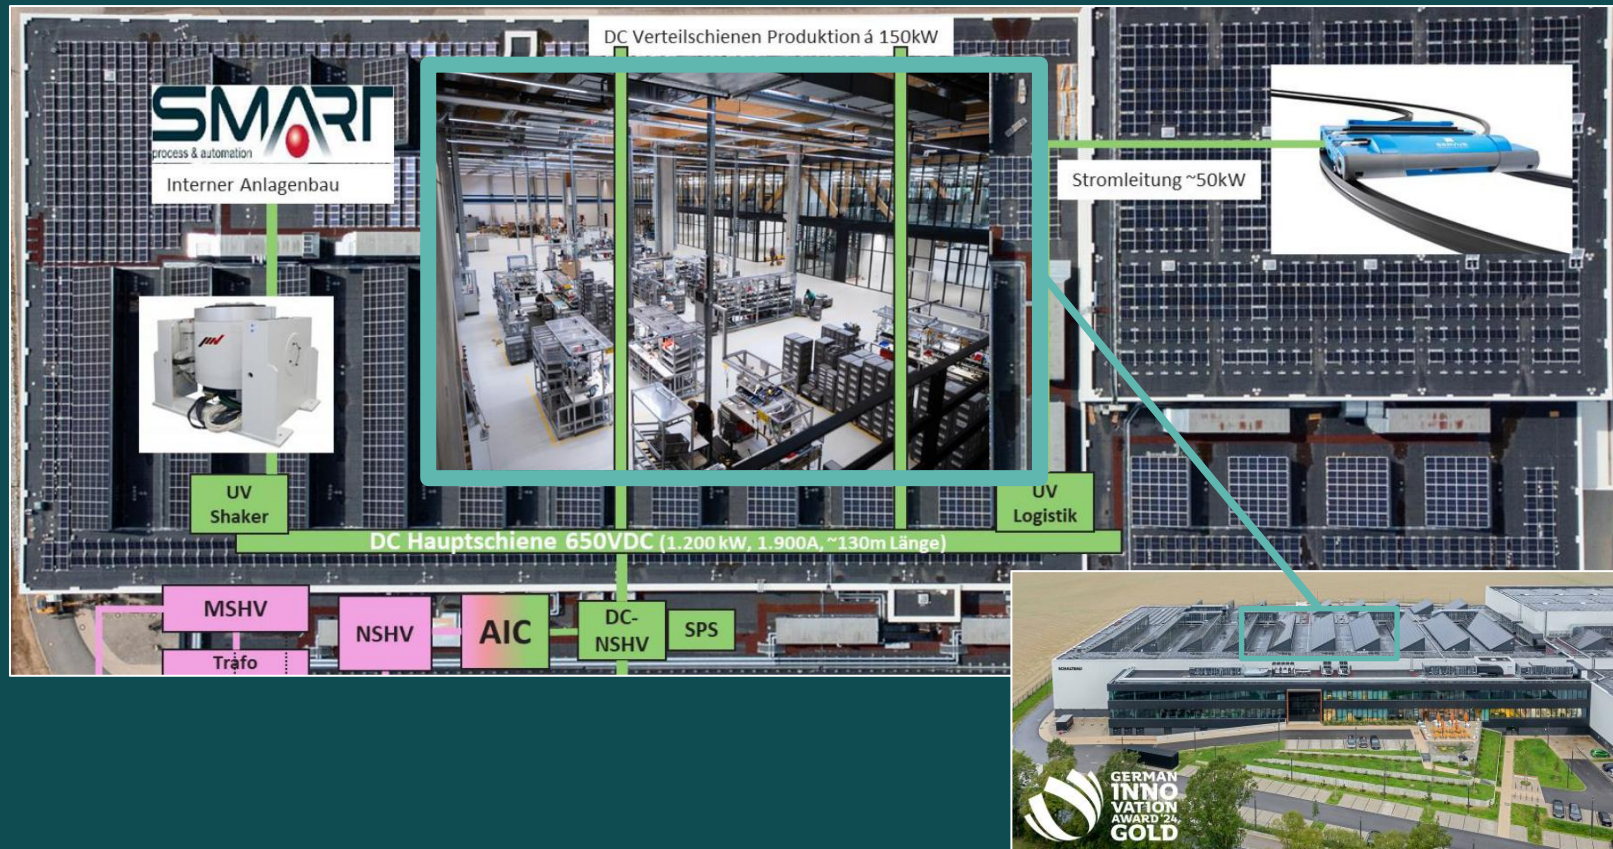 DC Verteilschienen Produktion á 150kW
SMART
process & automation
Interner Anlagenbau
Stromleitung ~50kW
UV
Shaker
UV
Logistik
DC Hauptschiene 650VDC (1.200 kW, 1.900A, ~130m Länge)
MSHV
Trafo
NSHV
AIC
DC-
NSHV
SPS
SCHALTBAU
GERMAN
INNO
VATION
AWARD'24
GOLD